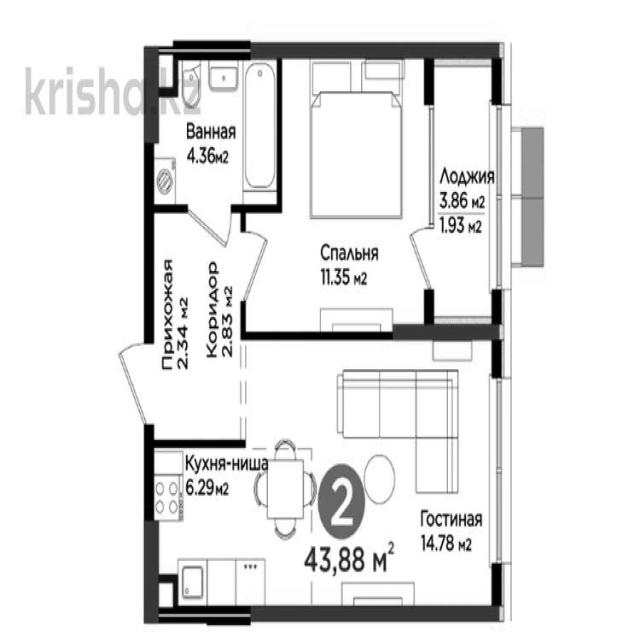 krisha.kz
Ванная
4.36м2
Лоджия
3.86 м2
1.93 м2
Спальня
11.35 м2
Прихожая
2.34 м2
Коридор
2.83 м2
Кухня-ниша
6.29м2
2
43,88 м2
Гостиная
14.78 м2